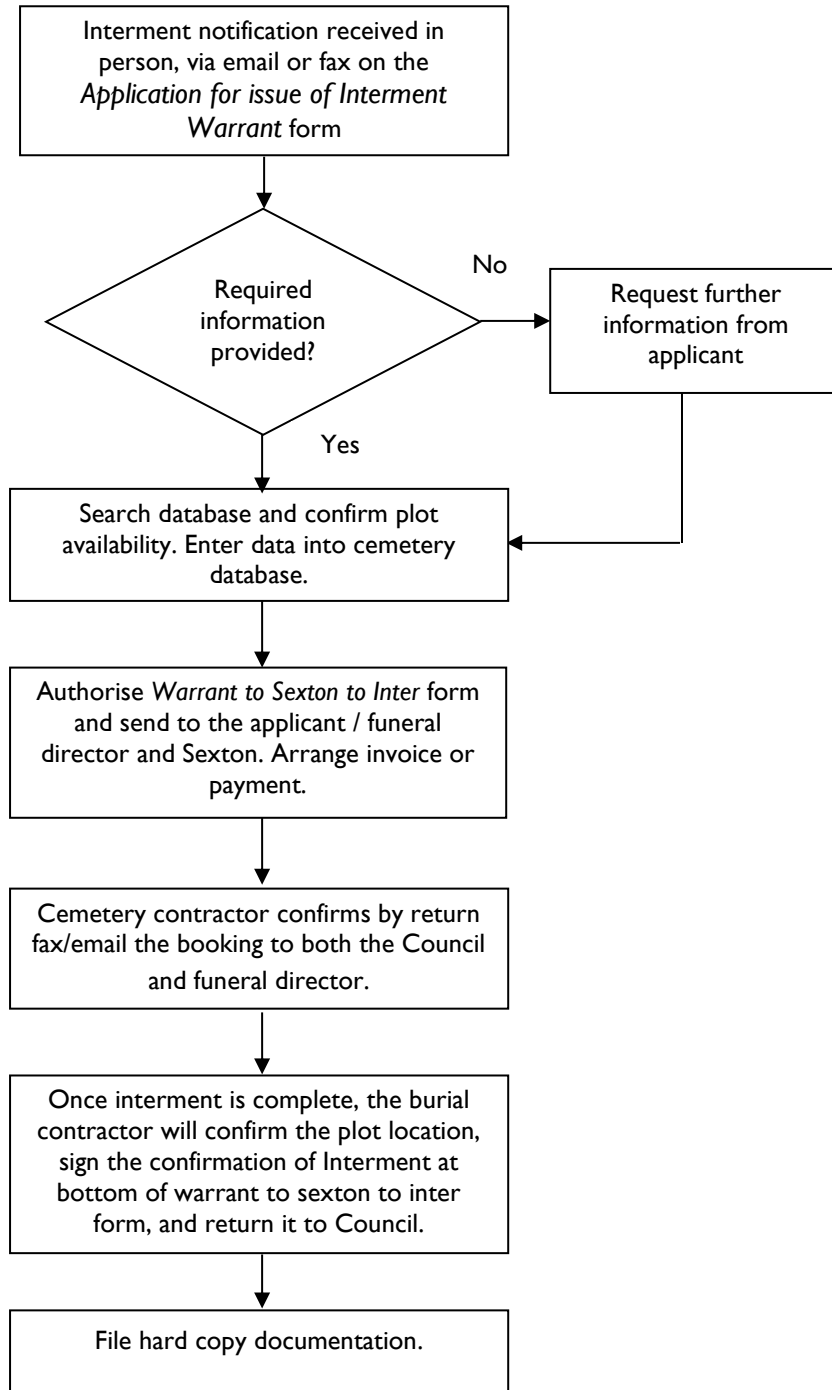 Interment notification received in
person, via email or fax on the
Application for issue of Interment
Warrant form
No
Required
information
provided?
Request further
information from
applicant
Yes
Search database and confirm plot
availability. Enter data into cemetery
database.
Authorise Warrant to Sexton to Inter form
and send to the applicant / funeral
director and Sexton. Arrange invoice or
payment.
Cemetery contractor confirms by return
fax/email the booking to both the Council
and funeral director.
Once interment is complete, the burial
contractor will confirm the plot location,
sign the confirmation of Interment at
bottom of warrant to sexton to inter
form, and return it to Council.
File hard copy documentation.